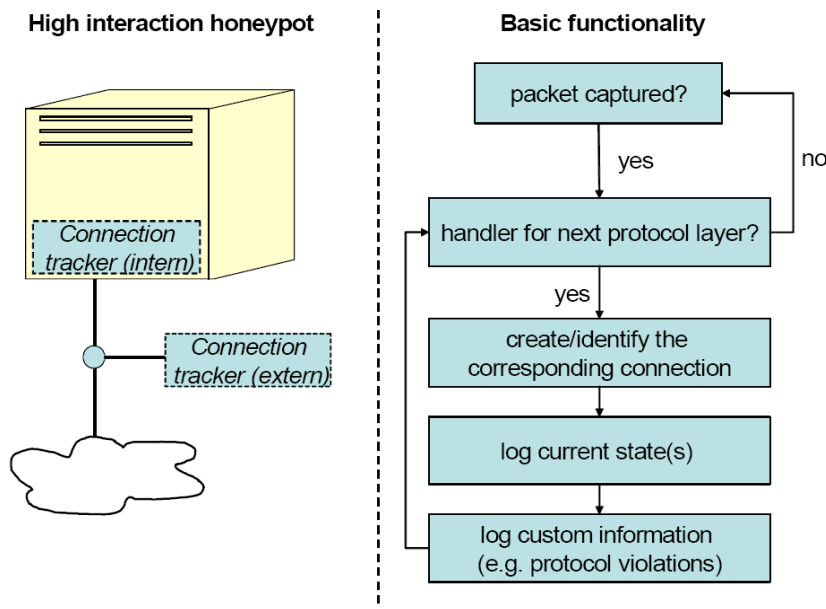 High interaction honeypot
Connection
tracker (intern)
Connection
tracker (extern)
Basic functionality
packet captured?
yes
no
handler for next protocol layer?
yes
create/identify the
corresponding connection
log current state(s)
log custom information
(e.g. protocol violations)